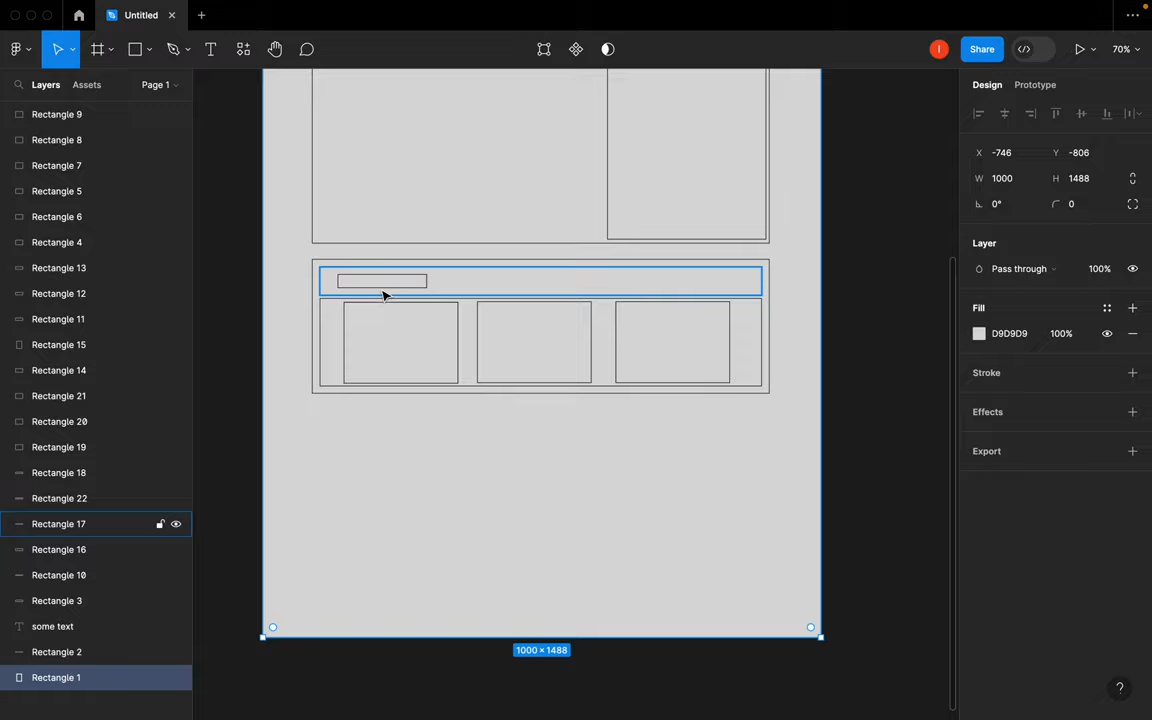 Untitled
Share
70%
Layers
Assets
Page 1
Design
Prototype
Rectangle 9
Rectangle 8
Rectangle 7
Rectangle 5
Rectangle 6
Rectangle 4
Rectangle 13
Rectangle 12
Rectangle 11
Rectangle 15
Rectangle 14
Rectangle 21
Rectangle 20
Rectangle 19
Rectangle 18
Rectangle 22
Rectangle 17
Rectangle 16
Rectangle 10
Rectangle 3
some text
Rectangle 2
Rectangle 1
1000 × 1488
X -746 Y -806
W 1000 H 1488
0° 0
Layer
Pass through 100%
Fill
D9D9D9 100%
Stroke
Effects
Export
?